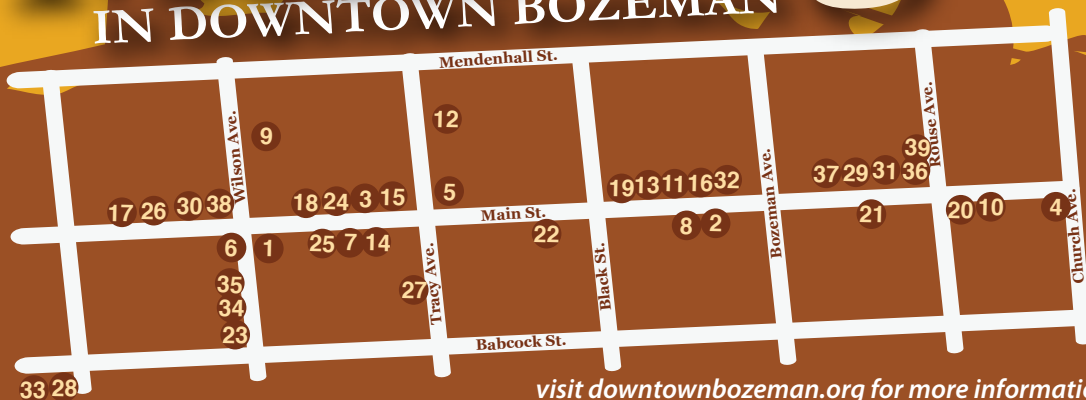 IN DOWNTOWN BOZEMAN
Mendenhall St.
Wilson Ave.
Rouse Ave.
9
12
39
17 26 30 38
18 24 3 15
5
19 13 11 16 32
Bozeman Ave.
37 29 31 36
Main St.
6 1
25 7 14
22
8 2
21
20 10
4
Church Ave.
35
34
23
27
Tracy Ave.
Black St.
Babcock St.
33 28
visit downtownbozeman.org for more informati